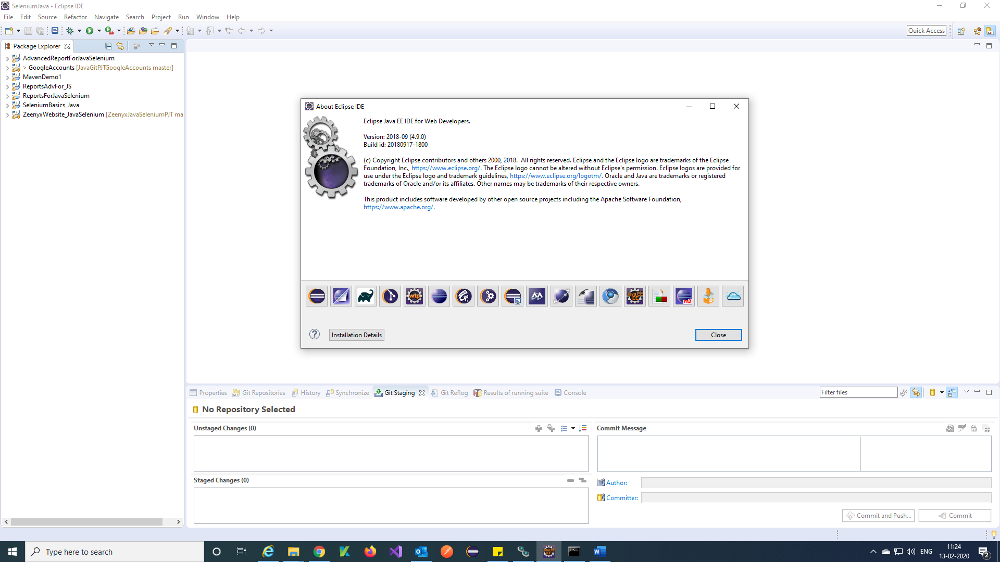 SeleniumJava - Eclipse IDE
File Edit Source Refactor Navigate Search Project Run Window Help
Quick Access
Package Explorer
AdvancedReportForJavaSelenium
> GoogleAccounts [JavaGitPJTGoogleAccounts master]
MavenDemo1
ReportsAdvFor_JS
ReportsForJavaSelenium
SeleniumBasics_Java
ZeenyxWebsite_JavaSelenium [ZeenyxJavaSeleniumPJT ma
About Eclipse IDE
Eclipse Java EE IDE for Web Developers.
Version: 2018-09 (4.9.0)
Build id: 20180917-1800
(c) Copyright Eclipse contributors and others 2000, 2018.  All rights reserved. Eclipse and the Eclipse logo are trademarks of the Eclipse
Foundation, Inc., https://www.eclipse.org/. The Eclipse logo cannot be altered without Eclipse's permission. Eclipse logos are provided for
use under the Eclipse logo and trademark guidelines, https://www.eclipse.org/logotm/. Oracle and Java are trademarks or registered
trademarks of Oracle and/or its affiliates. Other names may be trademarks of their respective owners.
This product includes software developed by other open source projects including the Apache Software Foundation,
https://www.apache.org/.
wtp
Java EE IDE
m2
Installation Details
Close
Properties Git Repositories History Synchronize Git Staging Git Reflog Results of running suite Console
Filter files
No Repository Selected
Unstaged Changes (0)
Commit Message
Staged Changes (0)
Author:
Committer:
Commit and Push...
Commit
Type here to search
ENG
11:24
13-02-2020
2